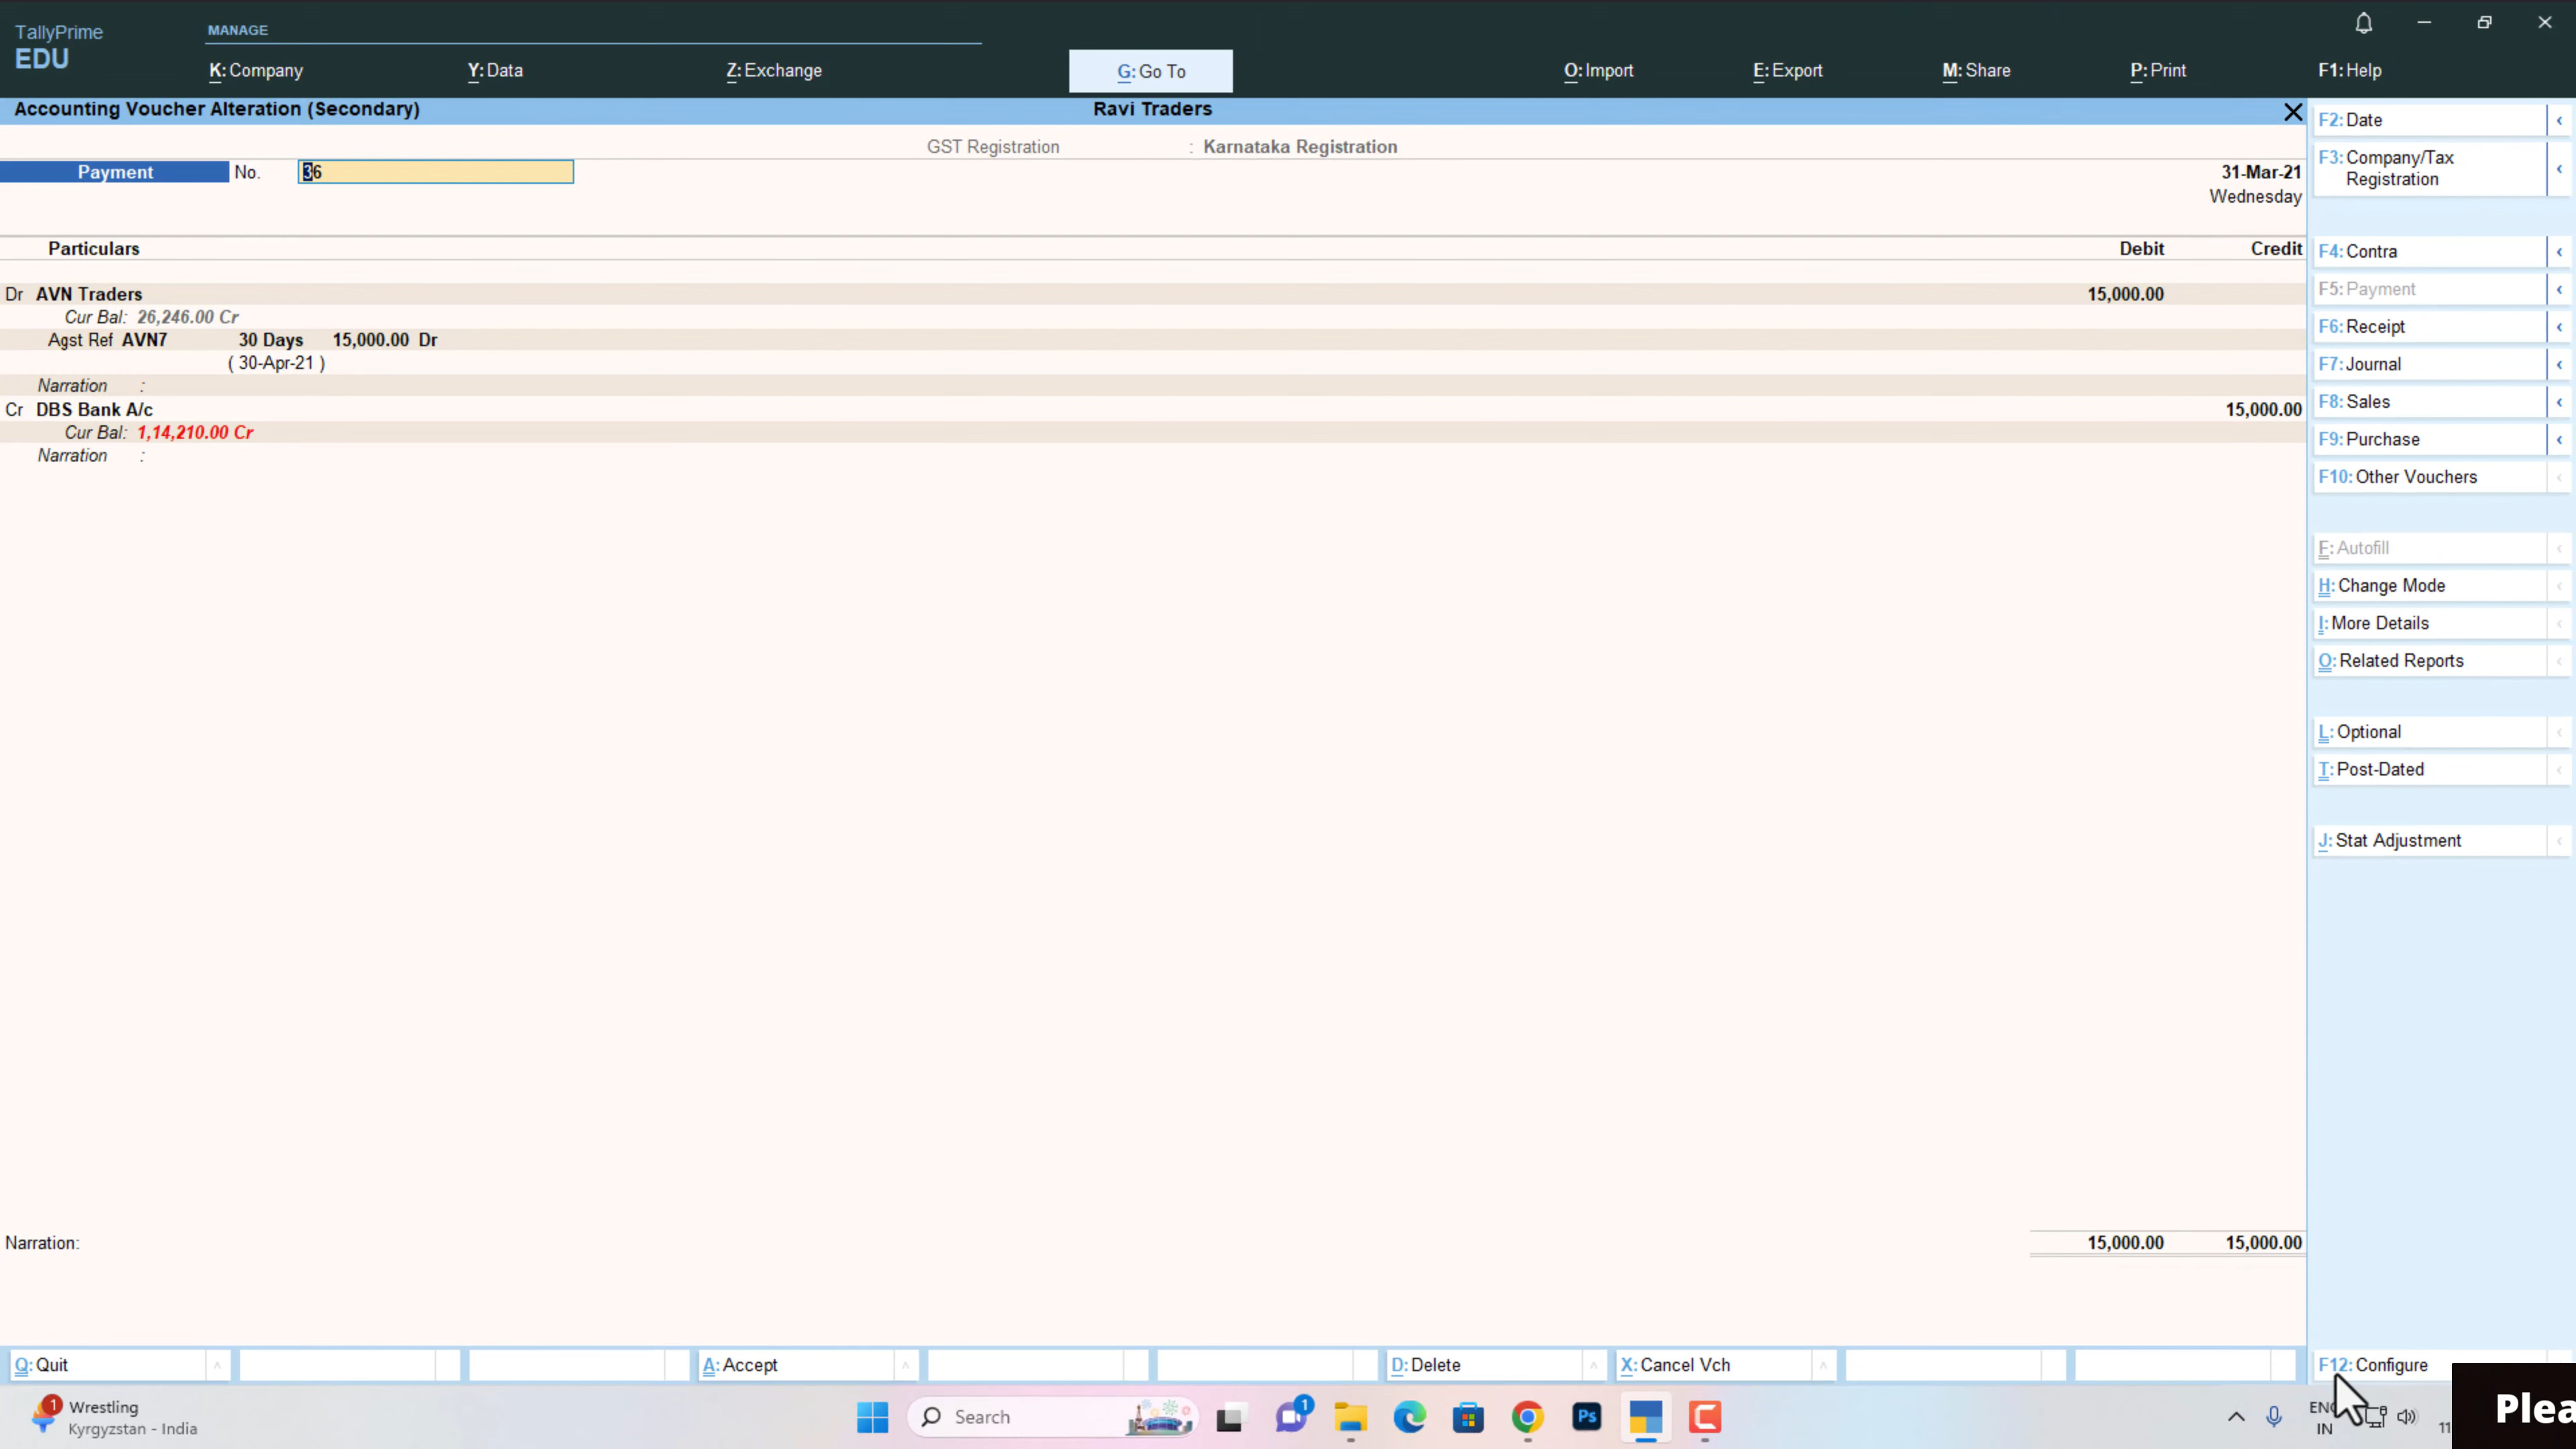 TallyPrime
EDU
MANAGE
K: Company
Y: Data
Z: Exchange
G: Go To
O: Import
E: Export
M: Share
P: Print
F1: Help
Accounting Voucher Alteration (Secondary)
Ravi Traders
GST Registration : Karnataka Registration
Payment No. 36
31-Mar-21
Wednesday
Particulars Debit Credit
Dr AVN Traders 15,000.00
Cur Bal: 26,246.00 Cr
Agst Ref AVN7 30 Days 15,000.00 Dr
( 30-Apr-21 )
Narration :
Cr DBS Bank A/c 15,000.00
Cur Bal: 1,14,210.00 Cr
Narration :
Narration: 15,000.00 15,000.00
F2: Date
F3: Company/Tax
Registration
F4: Contra
F5: Payment
F6: Receipt
F7: Journal
F8: Sales
F9: Purchase
F10: Other Vouchers
F: Autofill
H: Change Mode
I: More Details
O: Related Reports
L: Optional
T: Post-Dated
J: Stat Adjustment
F12: Configure
Q: Quit
A: Accept
D: Delete
X: Cancel Vch
1 Wrestling
Kyrgyzstan - India
Search
1
Ps
ENG
IN
11
Plea